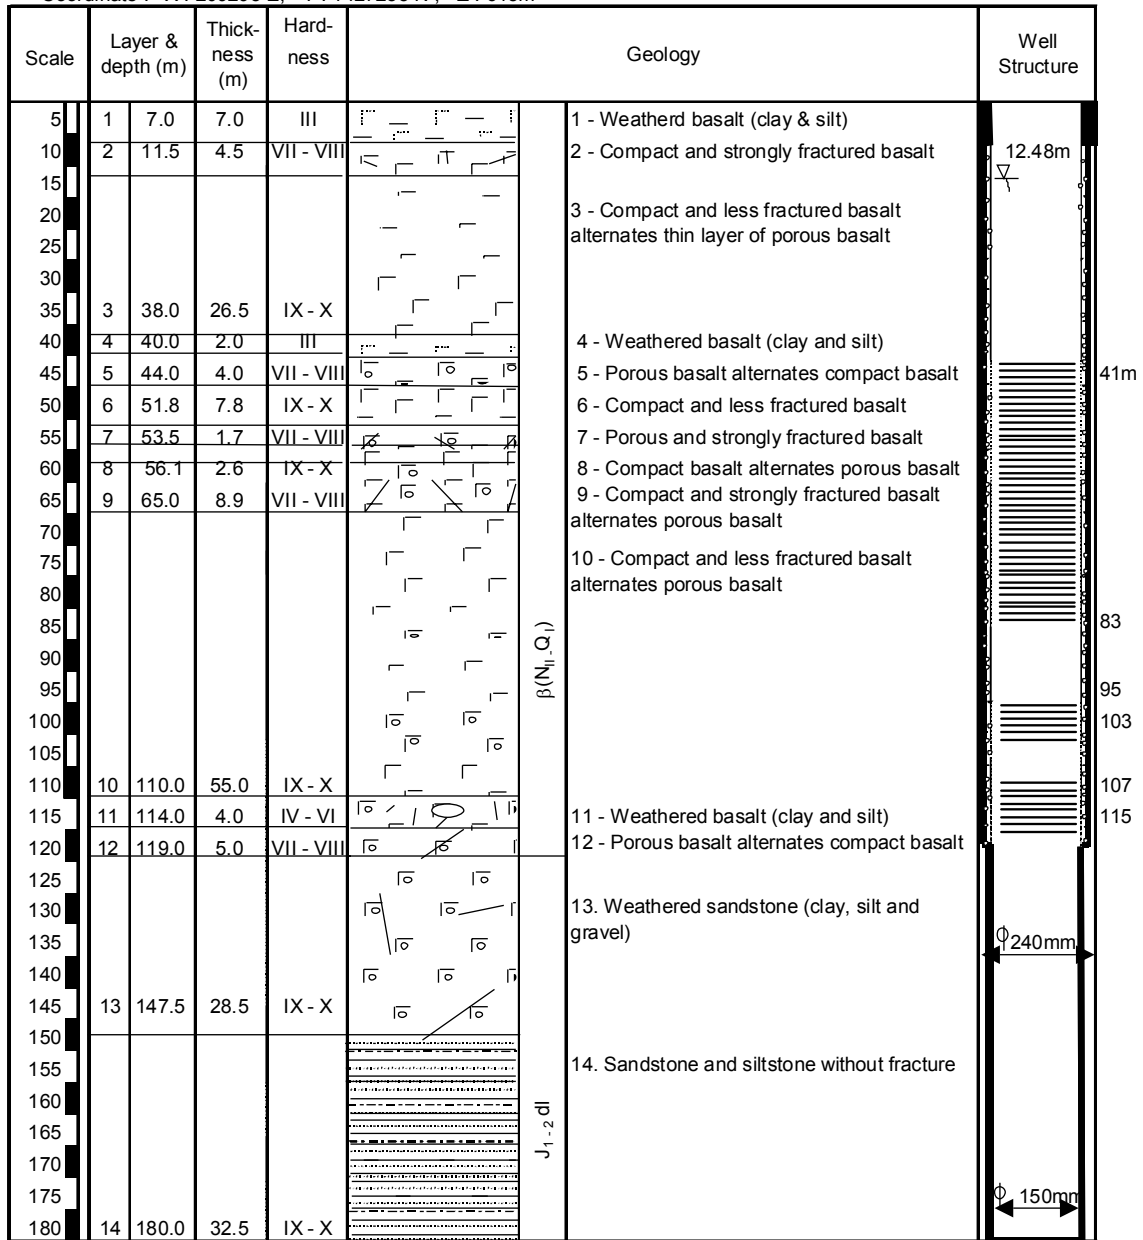 Scale
Layer &
depth (m)
Thick-
ness
(m)
Hard-
ness
Geology
Well
Structure
5 1 7.0 7.0 III 1 - Weatherd basalt (clay & silt)
10 2 11.5 4.5 VII - VIII 2 - Compact and strongly fractured basalt 12.48m
15
20 3 - Compact and less fractured basalt
25 alternates thin layer of porous basalt
30
35 3 38.0 26.5 IX - X
40 4 40.0 2.0 III 4 - Weathered basalt (clay and silt)
45 5 44.0 4.0 VII - VIII 5 - Porous basalt alternates compact basalt 41m
50 6 51.8 7.8 IX - X 6 - Compact and less fractured basalt
55 7 53.5 1.7 VII - VIII 7 - Porous and strongly fractured basalt
60 8 56.1 2.6 IX - X 8 - Compact basalt alternates porous basalt
65 9 65.0 8.9 VII - VIII 9 - Compact and strongly fractured basalt
70 alternates porous basalt
75 10 - Compact and less fractured basalt
80 alternates porous basalt
85 83
90 β(N_II-Q_I)
95 95
100 103
105
110 10 110.0 55.0 IX - X 107
115 11 114.0 4.0 IV - VI 11 - Weathered basalt (clay and silt) 115
120 12 119.0 5.0 VII - VIII 12 - Porous basalt alternates compact basalt
125
130 13. Weathered sandstone (clay, silt and
135 gravel) ϕ240mm
140
145 13 147.5 28.5 IX - X
150
155 14. Sandstone and siltstone without fracture
160
165 J1-2 dl
170
175 ϕ 150mm
180 14 180.0 32.5 IX - X